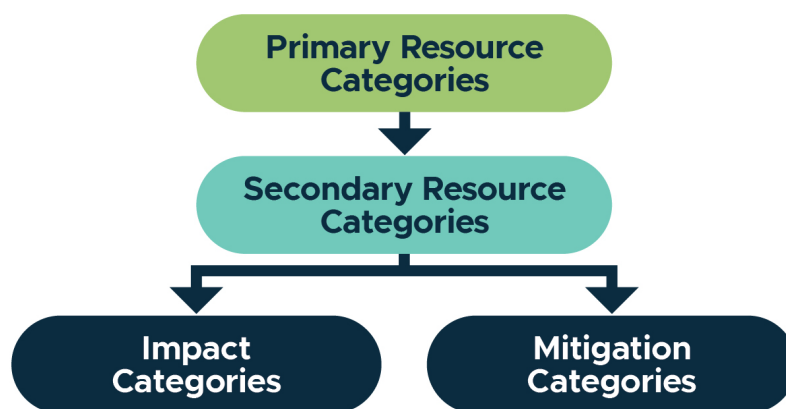 Primary Resource
Categories
Secondary Resource
Categories
Impact
Categories
Mitigation
Categories